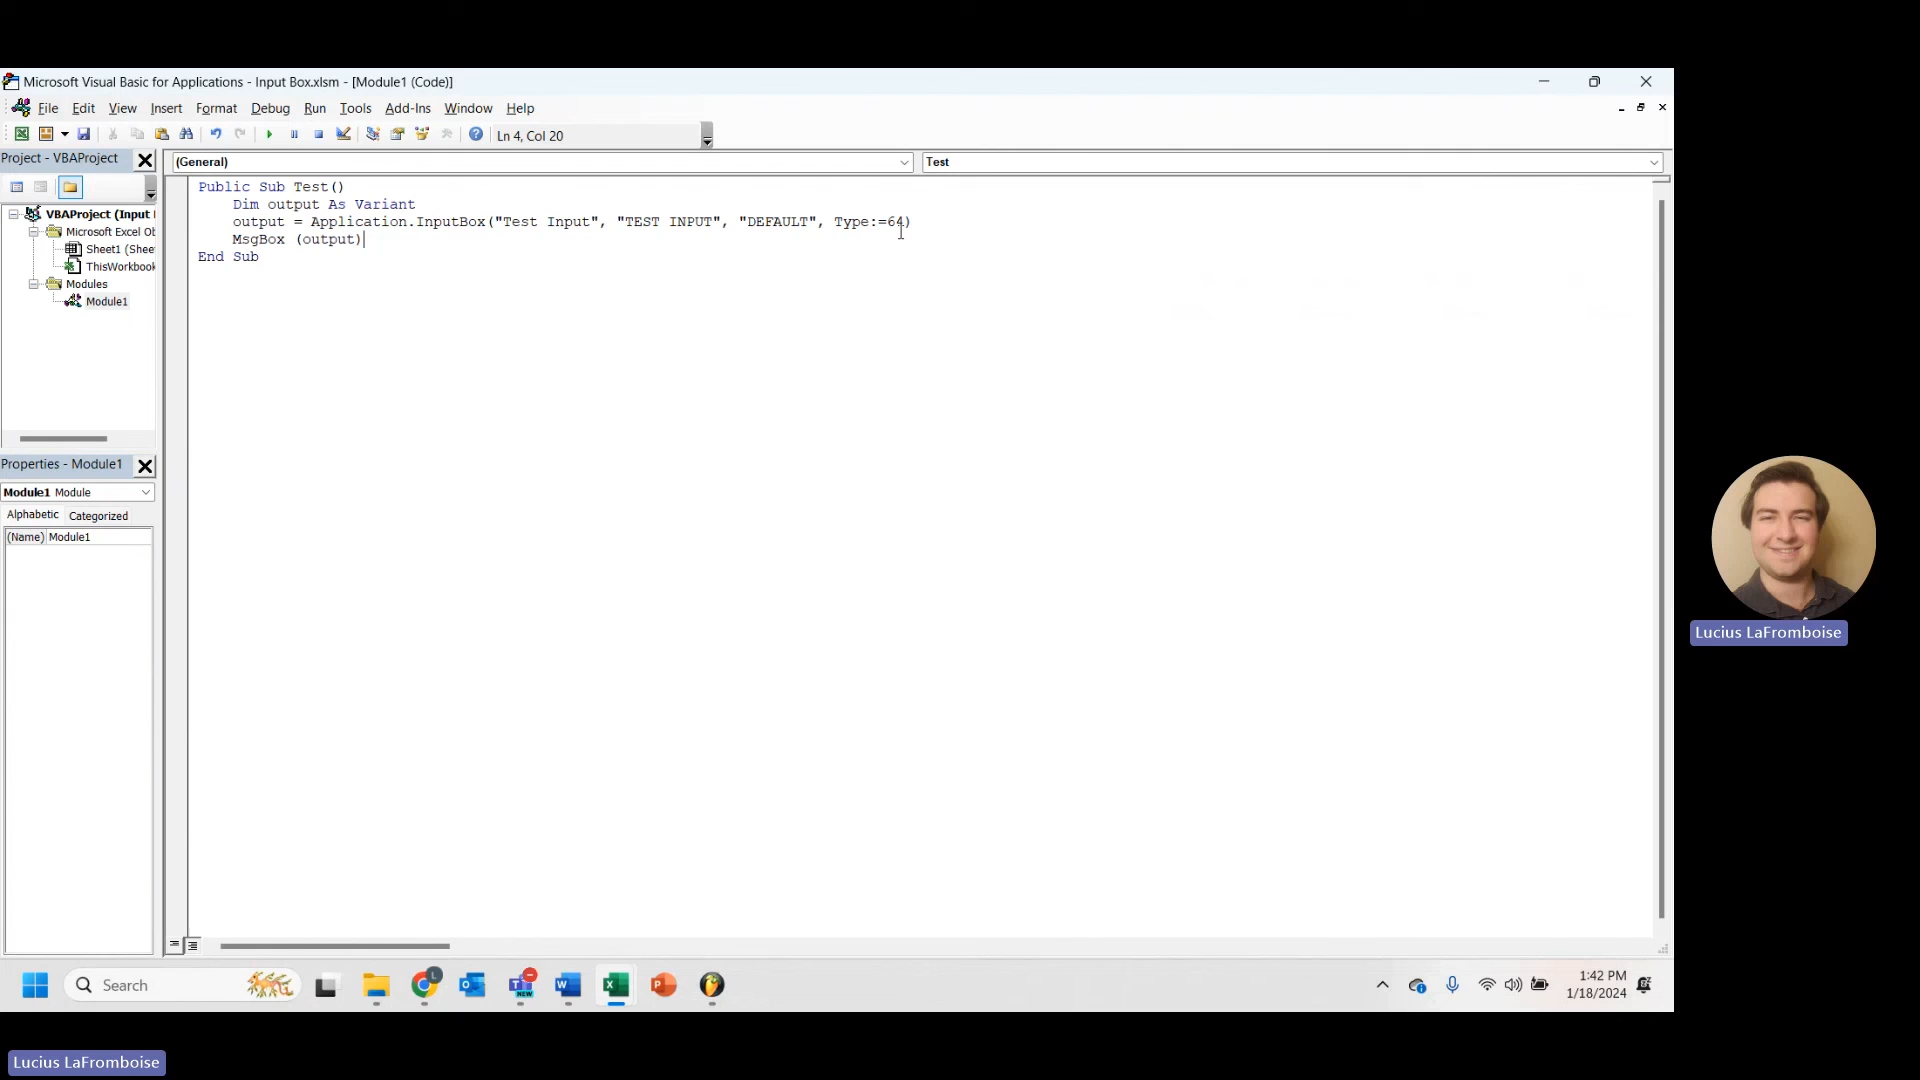 Microsoft Visual Basic for Applications - Input Box.xlsm - [Module1 (Code)]
File Edit View Insert Format Debug Run Tools Add-Ins Window Help
Ln 4, Col 20
Project - VBAProject
(General)
Test
VBAProject (Input
Microsoft Excel Ob
Sheet1 (Shee
ThisWorkbook
Modules
Module1
Public Sub Test()
Dim output As Variant
output = Application.InputBox("Test Input", "TEST INPUT", "DEFAULT", Type:=64)
MsgBox (output)
End Sub
Properties - Module1
Module1 Module
Alphabetic Categorized
(Name) Module1
Lucius LaFromboise
Search
NEW
1:42 PM
1/18/2024
Lucius LaFromboise